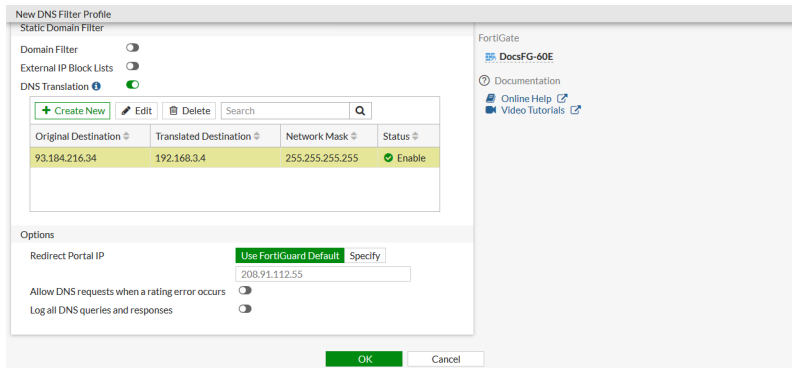 New DNS Filter Profile
Static Domain Filter
Domain Filter
External IP Block Lists
DNS Translation
Create New Edit Delete Search
Original Destination Translated Destination Network Mask Status
93.184.216.34 192.168.3.4 255.255.255.255 Enable
Options
Redirect Portal IP Use FortiGuard Default Specify
208.91.112.55
Allow DNS requests when a rating error occurs
Log all DNS queries and responses
OK Cancel
FortiGate
DocsFG-60E
Documentation
Online Help
Video Tutorials